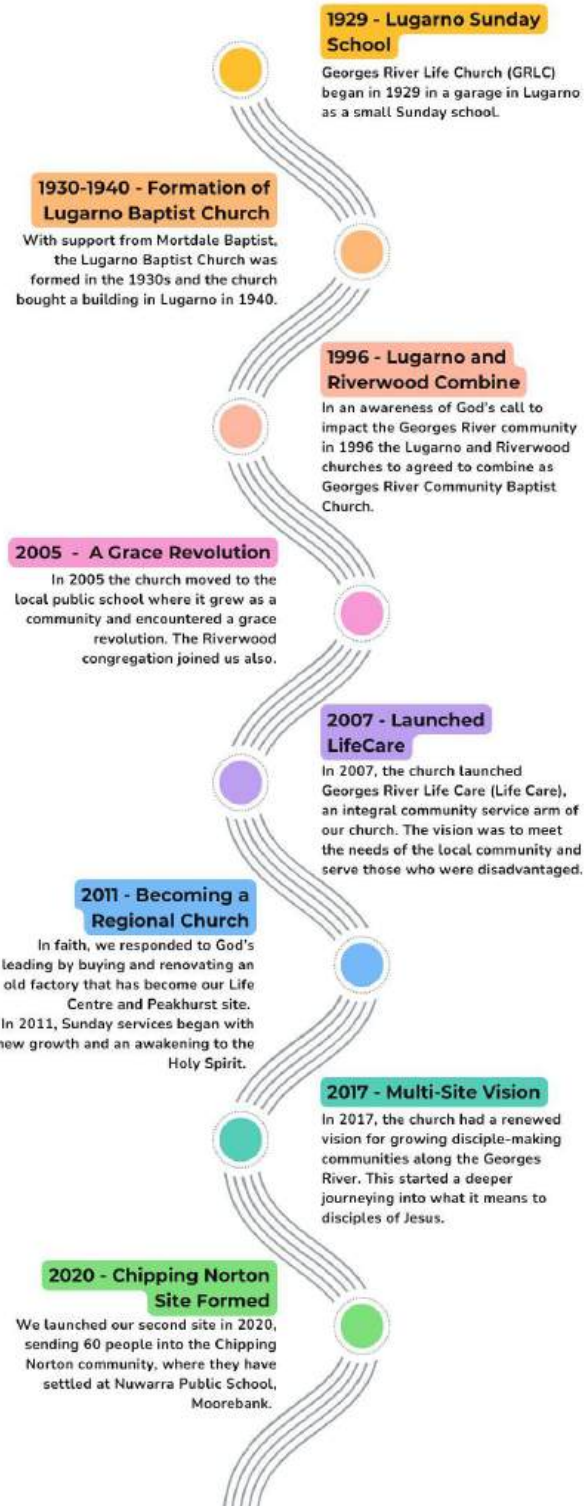 1929 - Lugarno Sunday
School
Georges River Life Church (GRLC)
began in 1929 in a garage in Lugarno
as a small Sunday school.
1930-1940 - Formation of
Lugarno Baptist Church
With support from Mortdale Baptist,
the Lugarno Baptist Church was
formed in the 1930s and the church
bought a building in Lugarno in 1940.
1996 - Lugarno and
Riverwood Combine
In an awareness of God's call to
impact the Georges River community
in 1996 the Lugarno and Riverwood
churches to agreed to combine as
Georges River Community Baptist
Church.
2005 - A Grace Revolution
In 2005 the church moved to the
local public school where it grew as a
community and encountered a grace
revolution. The Riverwood
congregation joined us also.
2007 - Launched
LifeCare
In 2007, the church launched
Georges River Life Care (Life Care),
an integral community service arm of
our church. The vision was to meet
the needs of the local community and
serve those who were disadvantaged.
2011 - Becoming a
Regional Church
In faith, we responded to God's
leading by buying and renovating an
old factory that has become our Life
Centre and Peakhurst site.
In 2011, Sunday services began with
new growth and an awakening to the
Holy Spirit.
2017 - Multi-Site Vision
In 2017, the church had a renewed
vision for growing disciple-making
communities along the Georges
River. This started a deeper
journeying into what it means to
disciples of Jesus.
2020 - Chipping Norton
Site Formed
We launched our second site in 2020,
sending 60 people into the Chipping
Norton community, where they have
settled at Nuwarra Public School,
Moorebank.